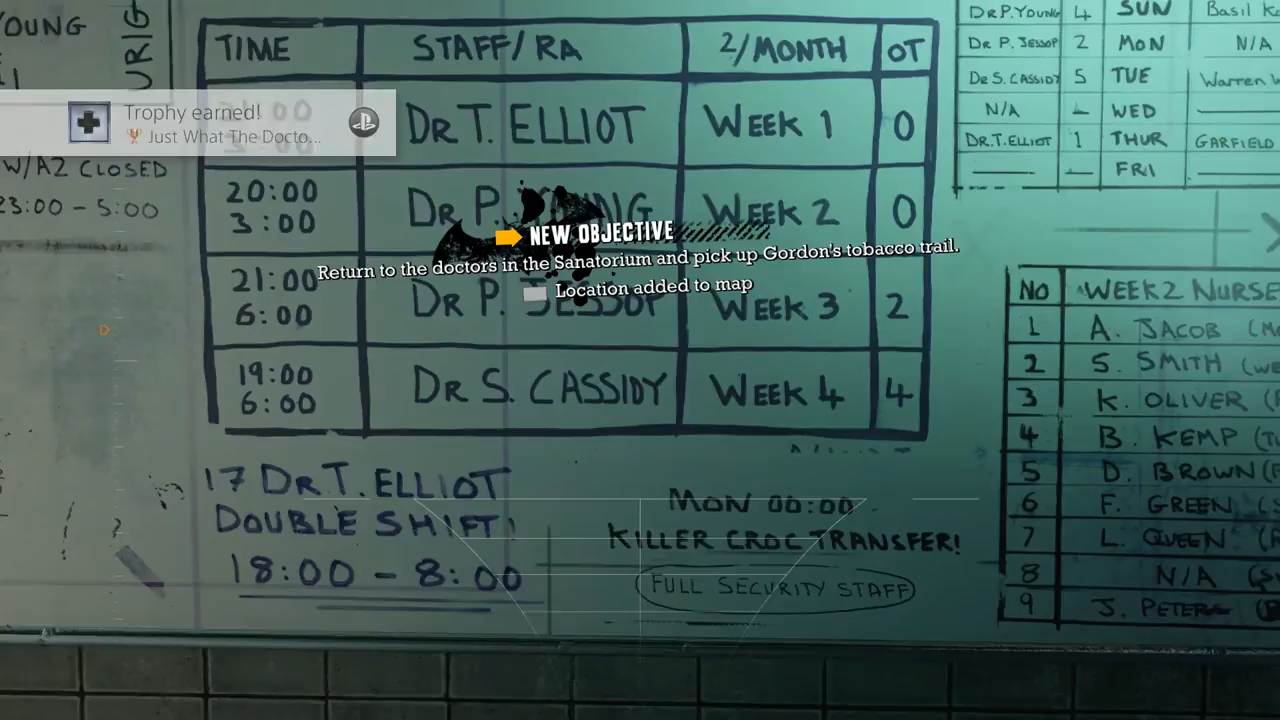 YOUNG
W/A2 CLOSED
23:00 - 5:00
Trophy earned!
Just What The Docto...
TIME STAFF/RA 2/MONTH OT
DR T. ELLIOT WEEK 1 0
20:00 3:00 DR P. YOUNG WEEK 2 0
21:00 6:00 DR P. JESSOP WEEK 3 2
19:00 6:00 DR S. CASSIDY WEEK 4 4
NEW OBJECTIVE
Return to the doctors in the Sanatorium and pick up Gordon's tobacco trail.
Location added to map
17 DR T. ELLIOT
DOUBLE SHIFT!
18:00 - 8:00
MON 00:00
KILLER CROC TRANSFER!
FULL SECURITY STAFF
DR P. YOUNG 4 SUN Basil
DR P. JESSOP 2 MON N/A
DR S. CASSIDY 5 TUE Warren
N/A — WED
DR. T. ELLIOT 1 THUR GARFIELD
FRI
NO WEEK 2 NURSE
1 A. JACOB
2 S. SMITH
3 K. OLIVER
4 B. KEMP
5 D. BROWN
6 F. GREEN
7 L. QUEEN
8 N/A
9 J. PETER